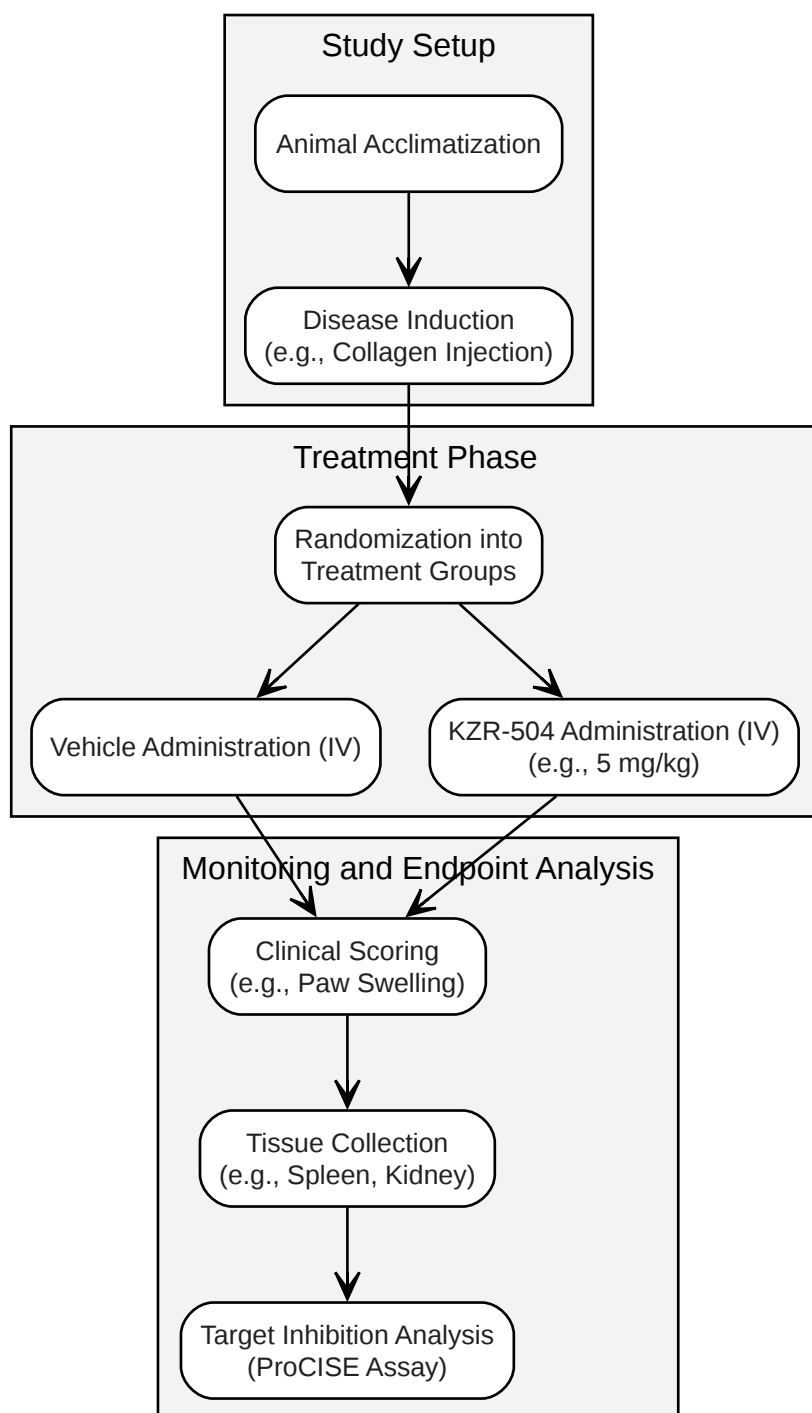 Study Setup
Animal Acclimatization
Disease Induction
(e.g., Collagen Injection)
Treatment Phase
Randomization into
Treatment Groups
Vehicle Administration (IV)
KZR-504 Administration (IV)
(e.g., 5 mg/kg)
Monitoring and Endpoint Analysis
Clinical Scoring
(e.g., Paw Swelling)
Tissue Collection
(e.g., Spleen, Kidney)
Target Inhibition Analysis
(ProCISE Assay)